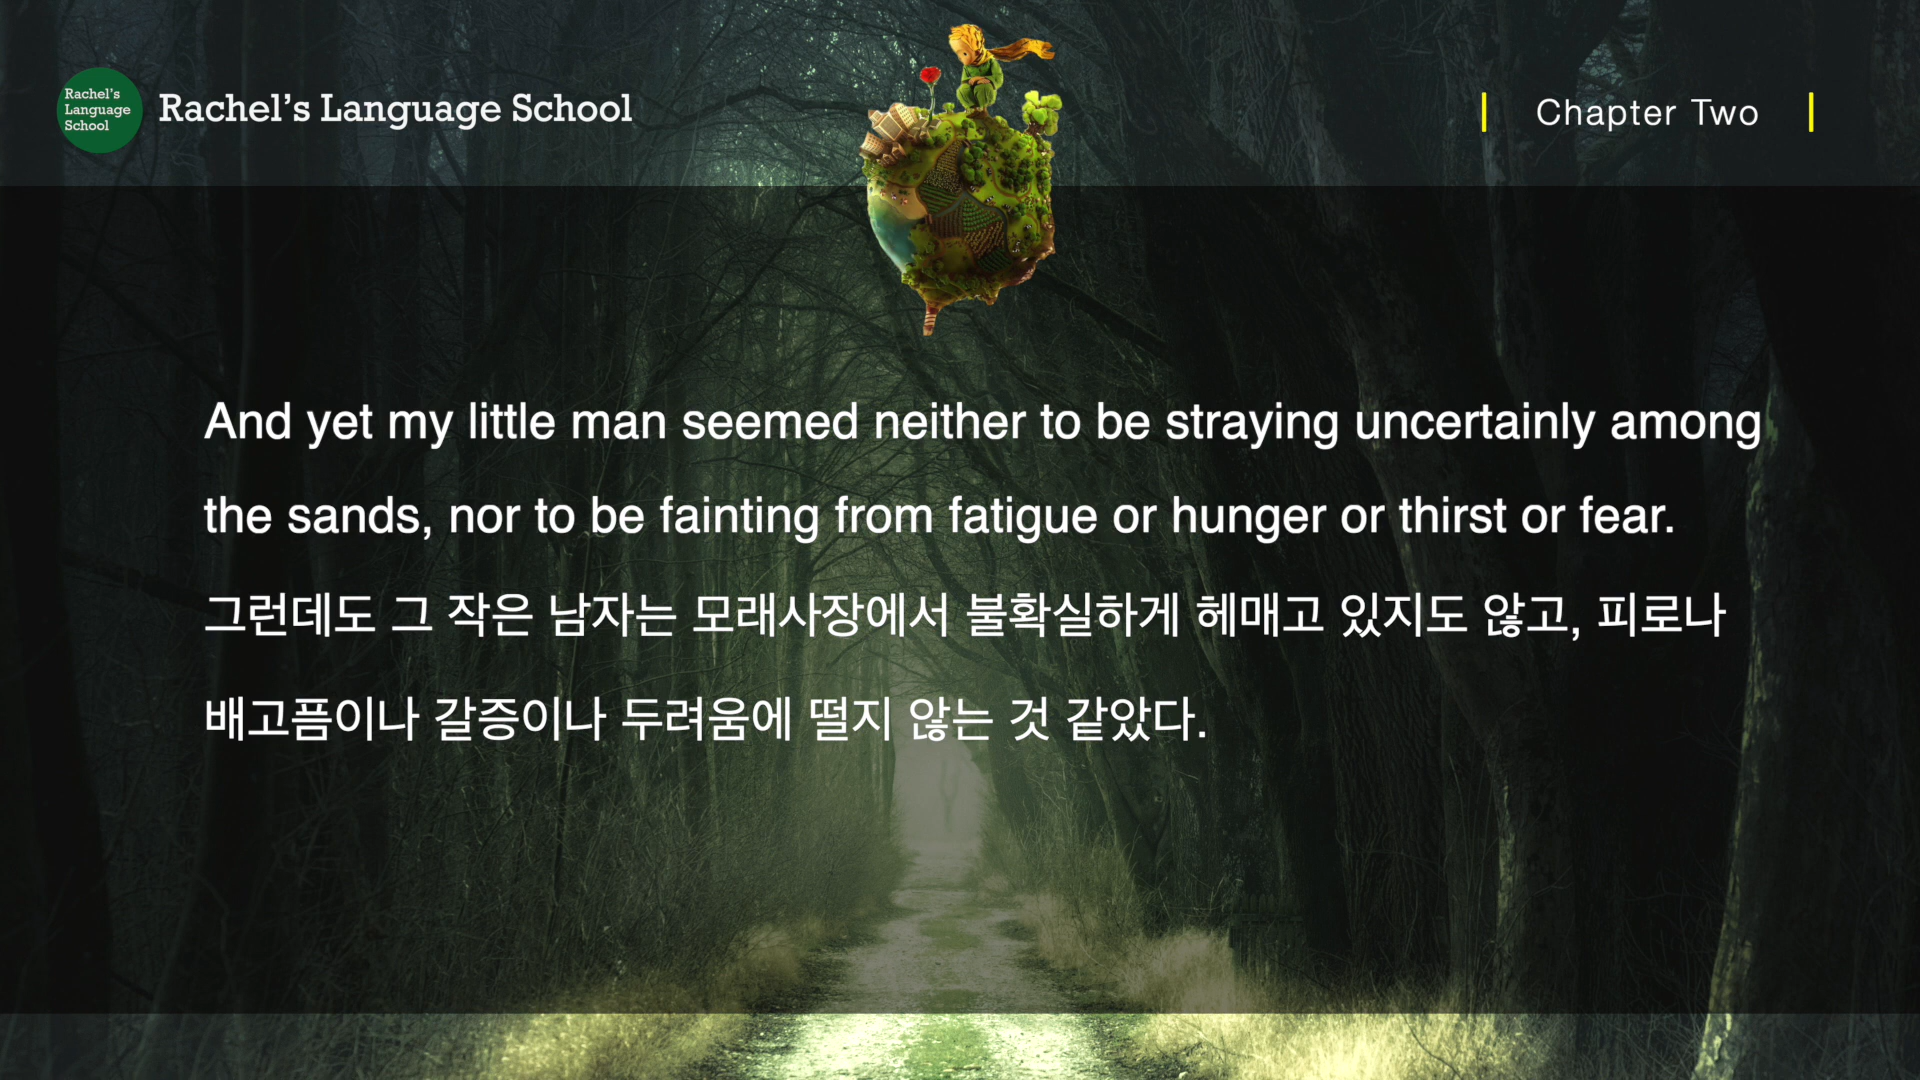 Rachel's
Language
School
Rachel's Language School
Chapter Two
And yet my little man seemed neither to be straying uncertainly among
the sands, nor to be fainting from fatigue or hunger or thirst or fear.
그런데도 그 작은 남자는 모래사장에서 불확실하게 헤매고 있지도 않고, 피로나
배고픔이나 갈증이나 두려움에 떨지 않는 것 같았다.